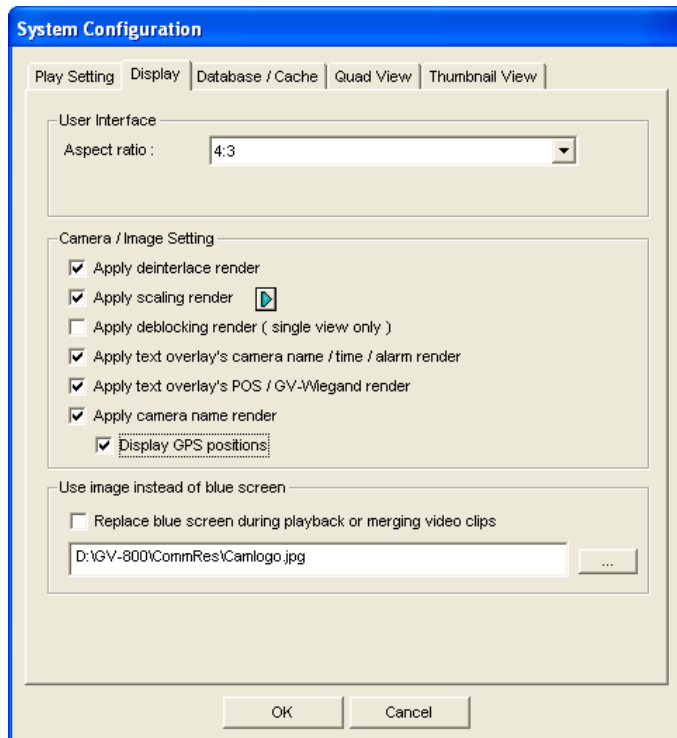 System Configuration
Play Setting Display Database / Cache Quad View Thumbnail View
User Interface
Aspect ratio : 4:3
Camera / Image Setting
Apply deinterlace render
Apply scaling render
Apply deblocking render ( single view only )
Apply text overlay's camera name / time / alarm render
Apply text overlay's POS / GV-Wiegand render
Apply camera name render
Display GPS positions
Use image instead of blue screen
Replace blue screen during playback or merging video clips
D:\GV-800\CommRes\Camlogo.jpg ...
OK Cancel